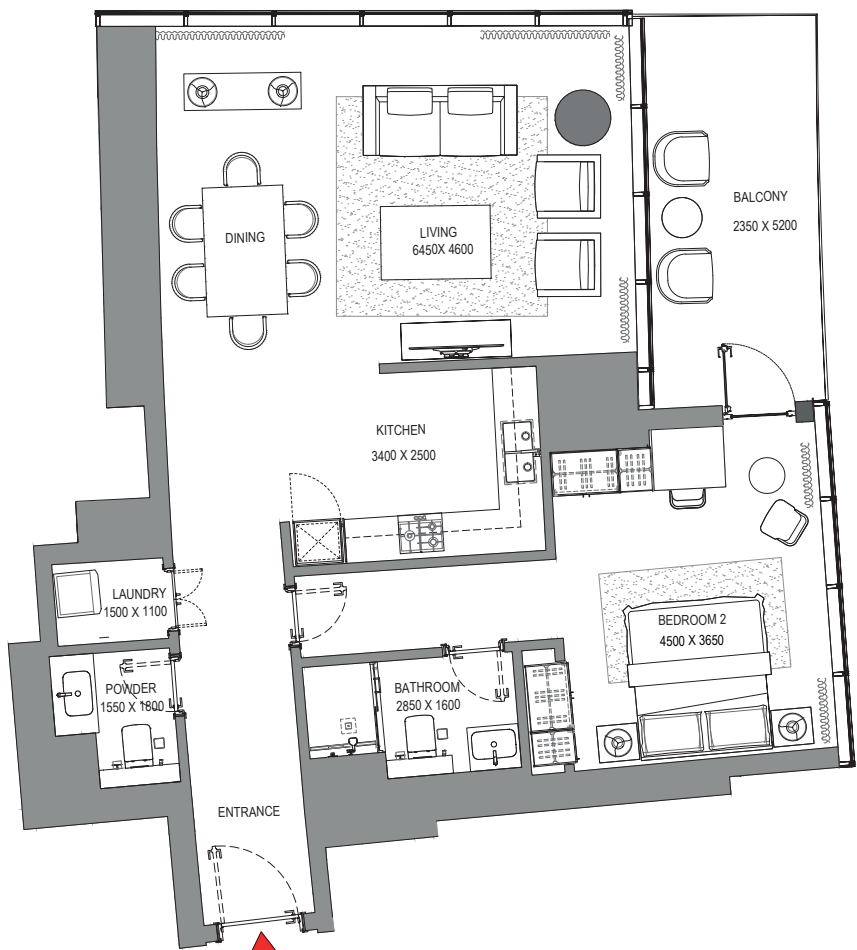 BALCONY
2350 X 5200
DINING
LIVING
6450X 4600
KITCHEN
3400 X 2500
LAUNDRY
1500 X 1100
BEDROOM 2
4500 X 3650
POWDER
1550 X 1800
BATHROOM
2850 X 1600
ENTRANCE